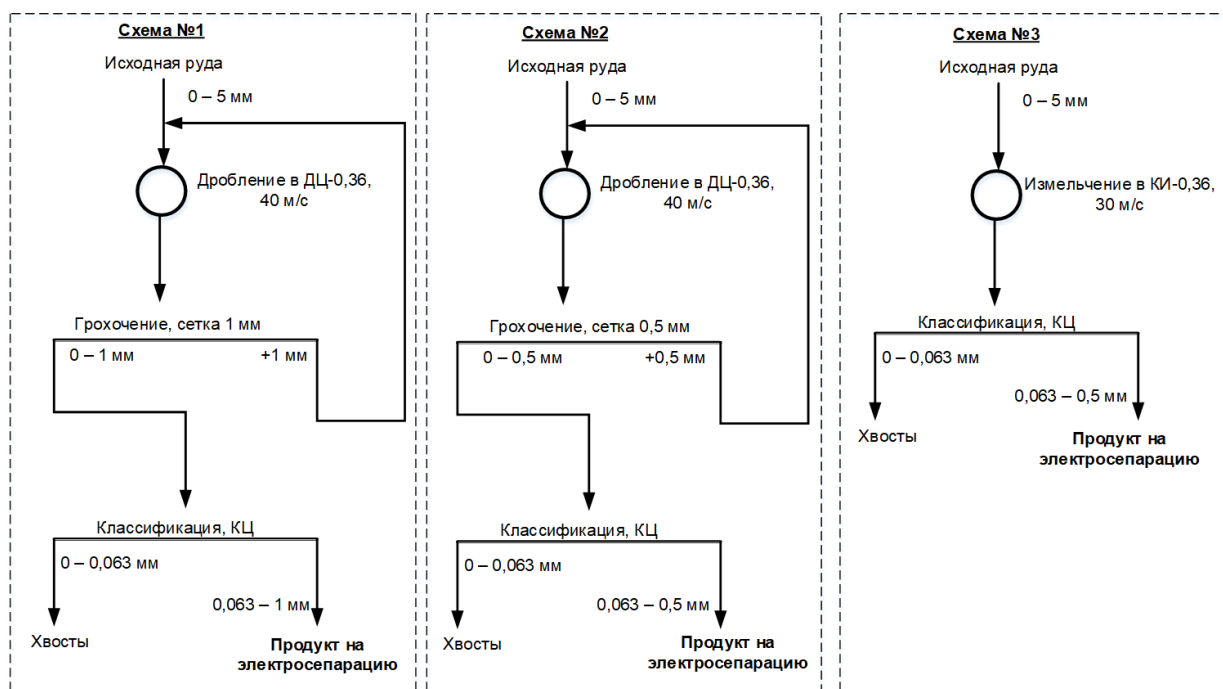 Схема №1
Исходная руда
0 – 5 мм
Дробление в ДЦ-0,36,
40 м/с
Грохочение, сетка 1 мм
0 – 1 мм
+1 мм
Классификация, КЦ
0 – 0,063 мм
0,063 – 1 мм
Хвосты
Продукт на
электросепарацию
Схема №2
Исходная руда
0 – 5 мм
Дробление в ДЦ-0,36,
40 м/с
Грохочение, сетка 0,5 мм
0 – 0,5 мм
+0,5 мм
Классификация, КЦ
0 – 0,063 мм
0,063 – 0,5 мм
Хвосты
Продукт на
электросепарацию
Схема №3
Исходная руда
0 – 5 мм
Измельчение в КИ-0,36,
30 м/с
Классификация, КЦ
0 – 0,063 мм
0,063 – 0,5 мм
Хвосты
Продукт на
электросепарацию